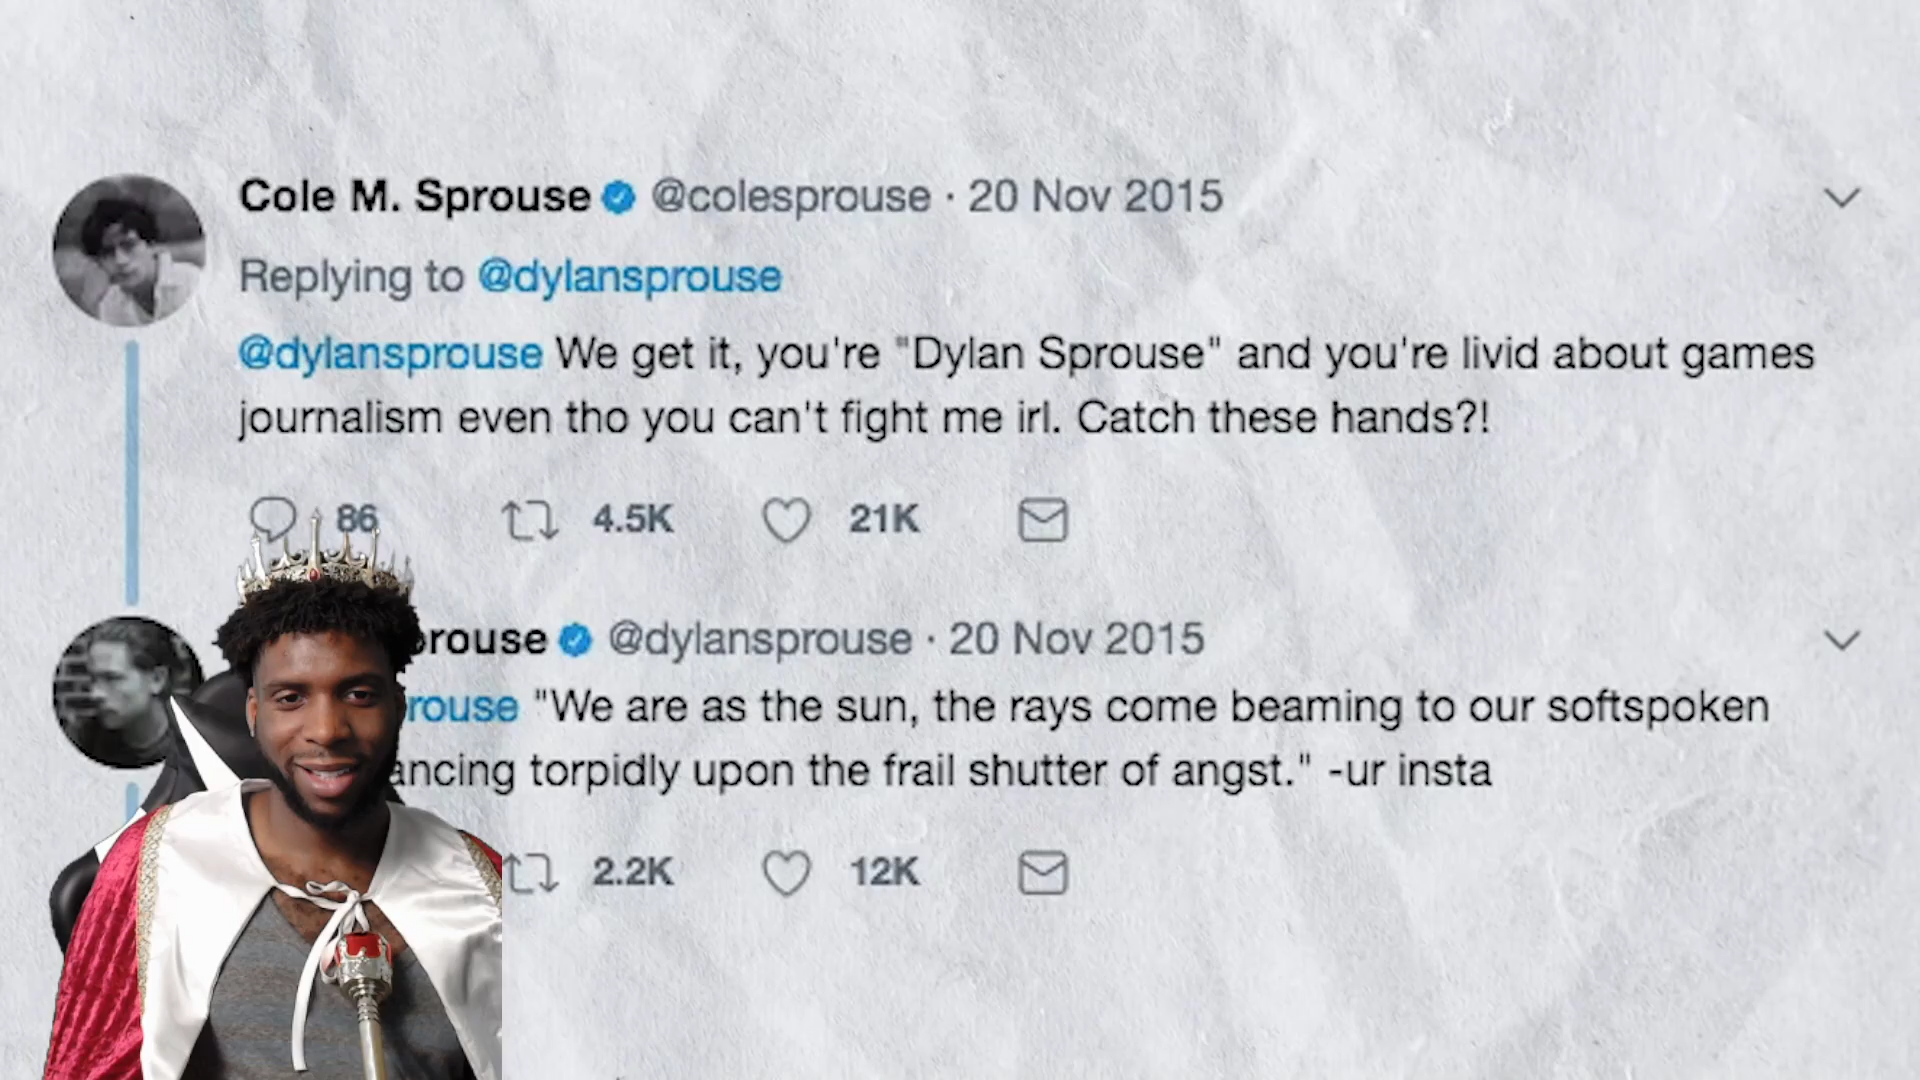 Cole M. Sprouse @colesprouse · 20 Nov 2015
Replying to @dylansprouse
@dylansprouse We get it, you're "Dylan Sprouse" and you're livid about games
journalism even tho you can't fight me irl. Catch these hands?!
86 4.5K 21K
prouse @dylansprouse · 20 Nov 2015
rouse "We are as the sun, the rays come beaming to our softspoken
ancing torpidly upon the frail shutter of angst." -ur insta
2.2K 12K